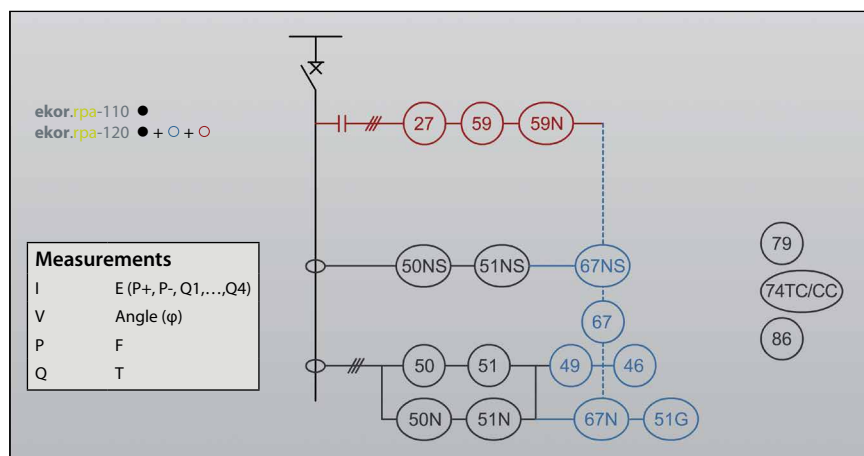 ekor.rpa-110 ●
ekor.rpa-120 ● + ○ + ○
27 59 59N
Measurements
I E (P+, P-, Q1,...,Q4)
V Angle (φ)
P F
Q T
50NS 51NS 67NS
67
50 51 49 46
50N 51N 67N 51G
79
74TC/CC
86